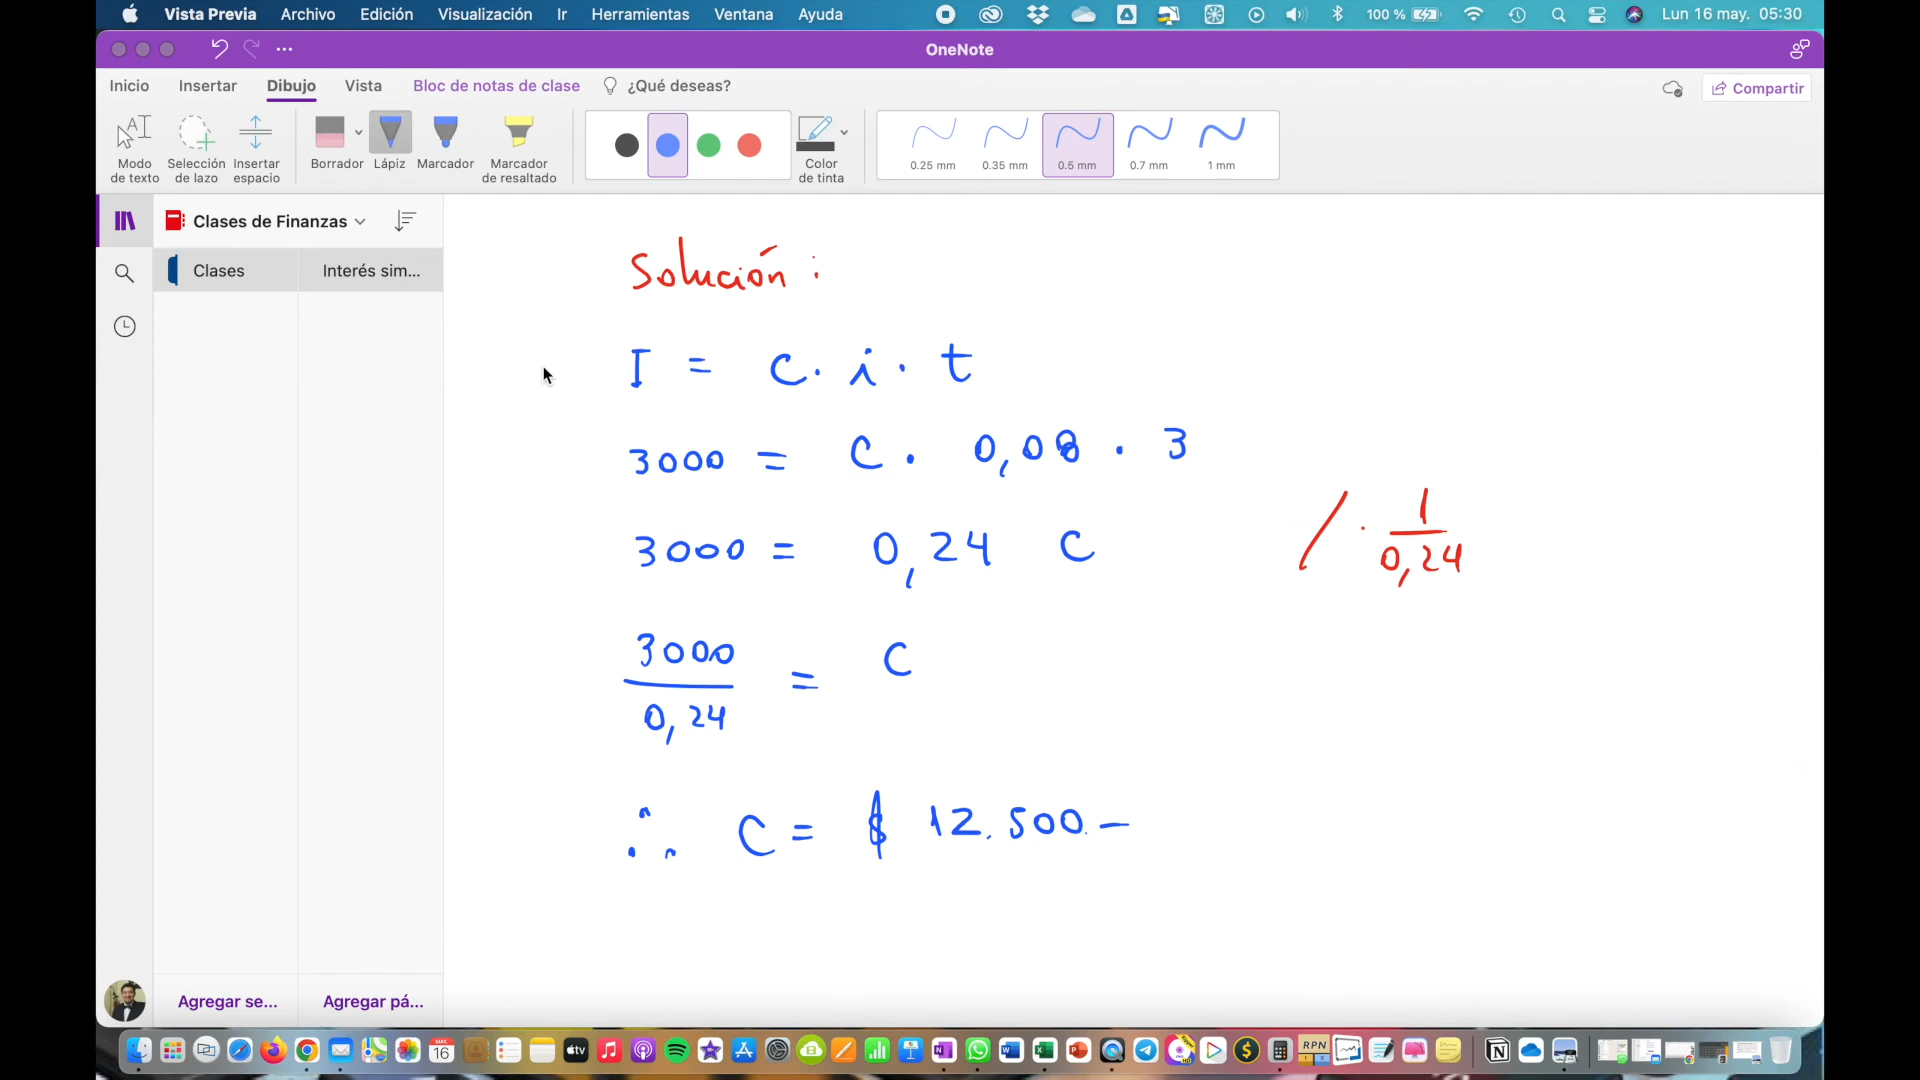 Vista Previa Archivo Edición Visualización Ir Herramientas Ventana Ayuda 100 % Lun 16 may. 05:30
OneNote
Inicio Insertar Dibujo Vista Bloc de notas de clase ¿Qué deseas? Compartir
Modo de texto
Selección de lazo
Insertar espacio
Borrador
Lápiz
Marcador
Marcador de resaltado
Color de tinta
0.25 mm 0.35 mm 0.5 mm 0.7 mm 1 mm
Clases de Finanzas
Clases Interés sim...
Solución :
I = C. i . t
3000 = C . 0,08 . 3
3000 = 0,24 C / . 1/0,24
3000/0,24 = C
∴ C = $ 12.500.-
Agregar se... Agregar pá...
MAY 16
tv
RPN